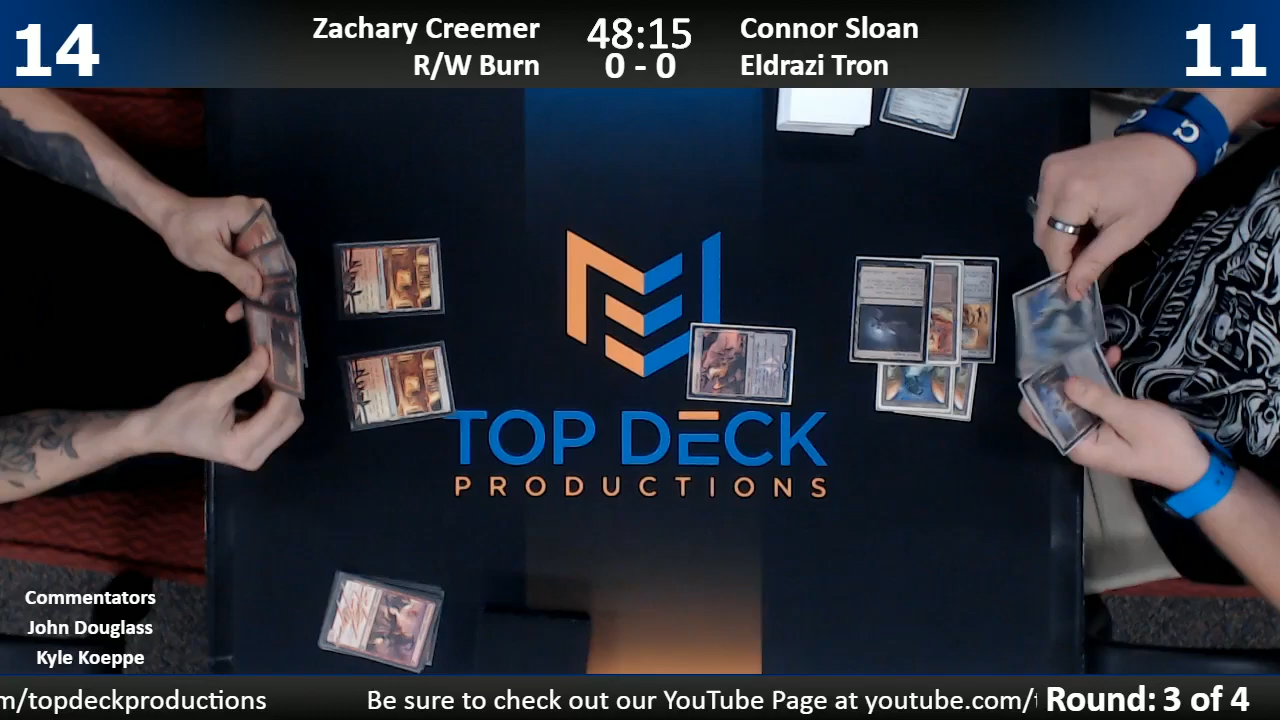 14
Zachary Creemer
R/W Burn
48:15
0 - 0
Connor Sloan
Eldrazi Tron
11
TOP DECK
PRODUCTIONS
Commentators
John Douglass
Kyle Koeppe
m/topdeckproductions
Be sure to check out our YouTube Page at youtube.com/
Round: 3 of 4